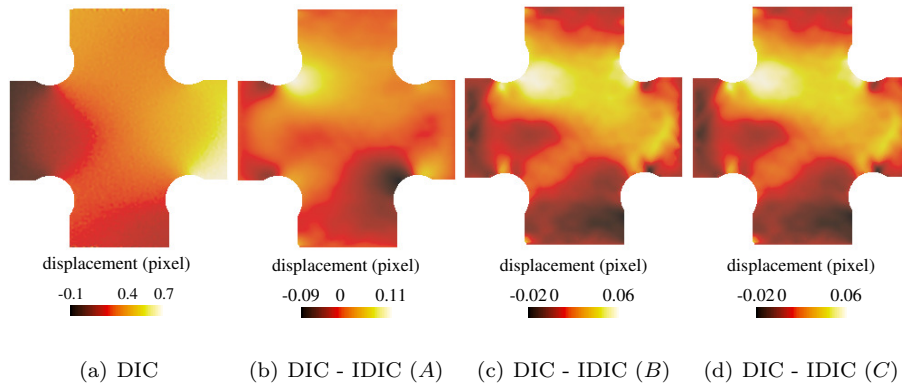 displacement (pixel) displacement (pixel) displacement (pixel) displacement (pixel)
-0.1 0.4 0.7 -0.09 0 0.11 -0.02 0 0.06 -0.02 0 0.06
(a) DIC (b) DIC - IDIC (A) (c) DIC - IDIC (B) (d) DIC - IDIC (C)